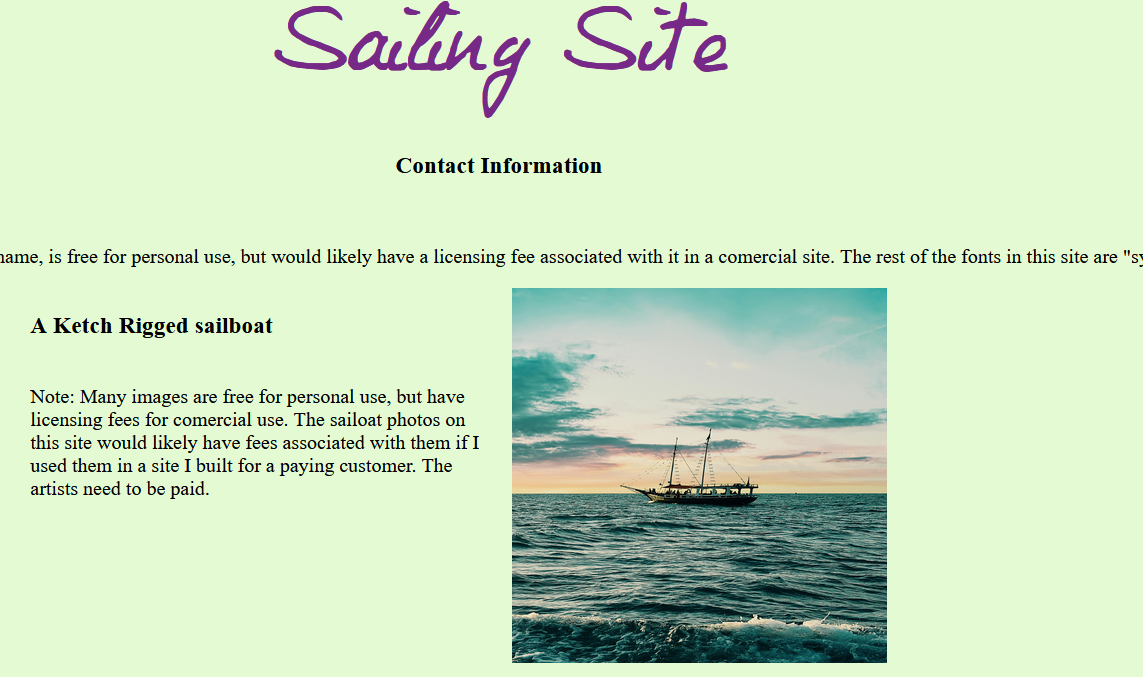 Sailing Site
Contact Information
name, is free for personal use, but would likely have a licensing fee associated with it in a comercial site. The rest of the fonts in this site are "sy
A Ketch Rigged sailboat
Note: Many images are free for personal use, but have
licensing fees for comercial use. The sailoat photos on
this site would likely have fees associated with them if I
used them in a site I built for a paying customer. The
artists need to be paid.